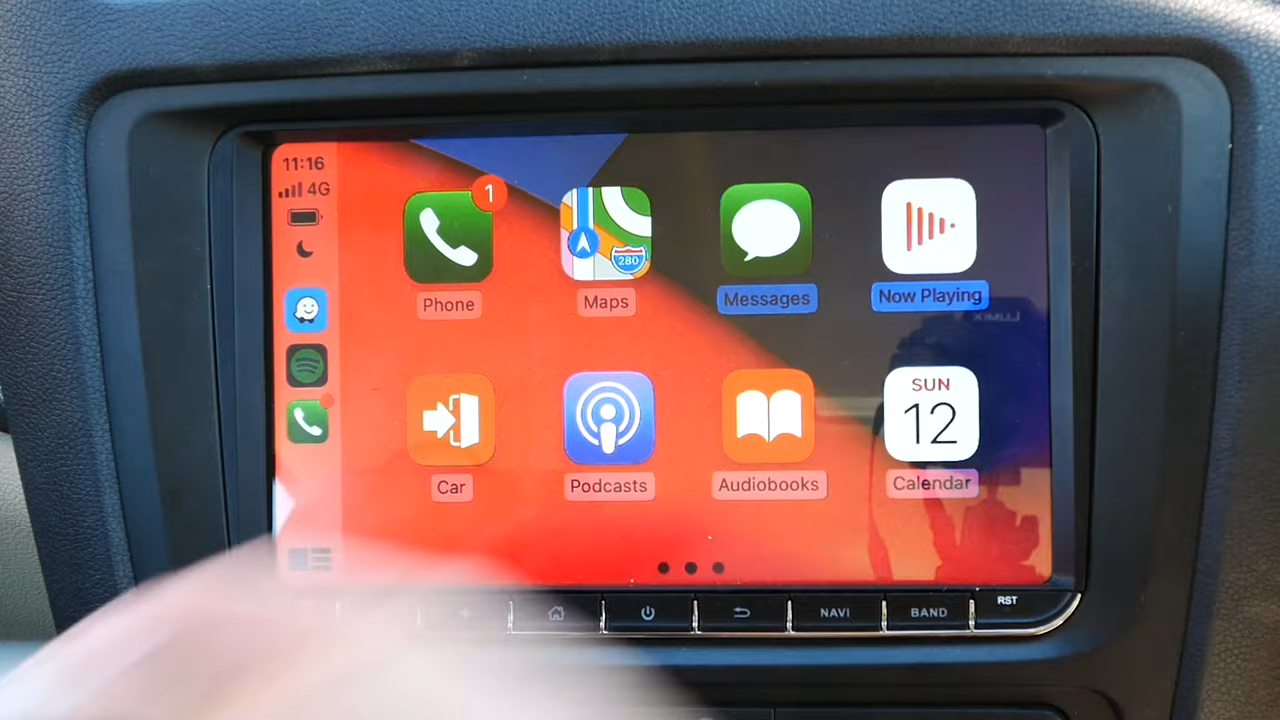 11:16
4G
1
280
Phone
Maps
Messages
Now Playing
LUMIX
SUN
12
Car
Podcasts
Audiobooks
Calendar
NAVI
BAND
RST